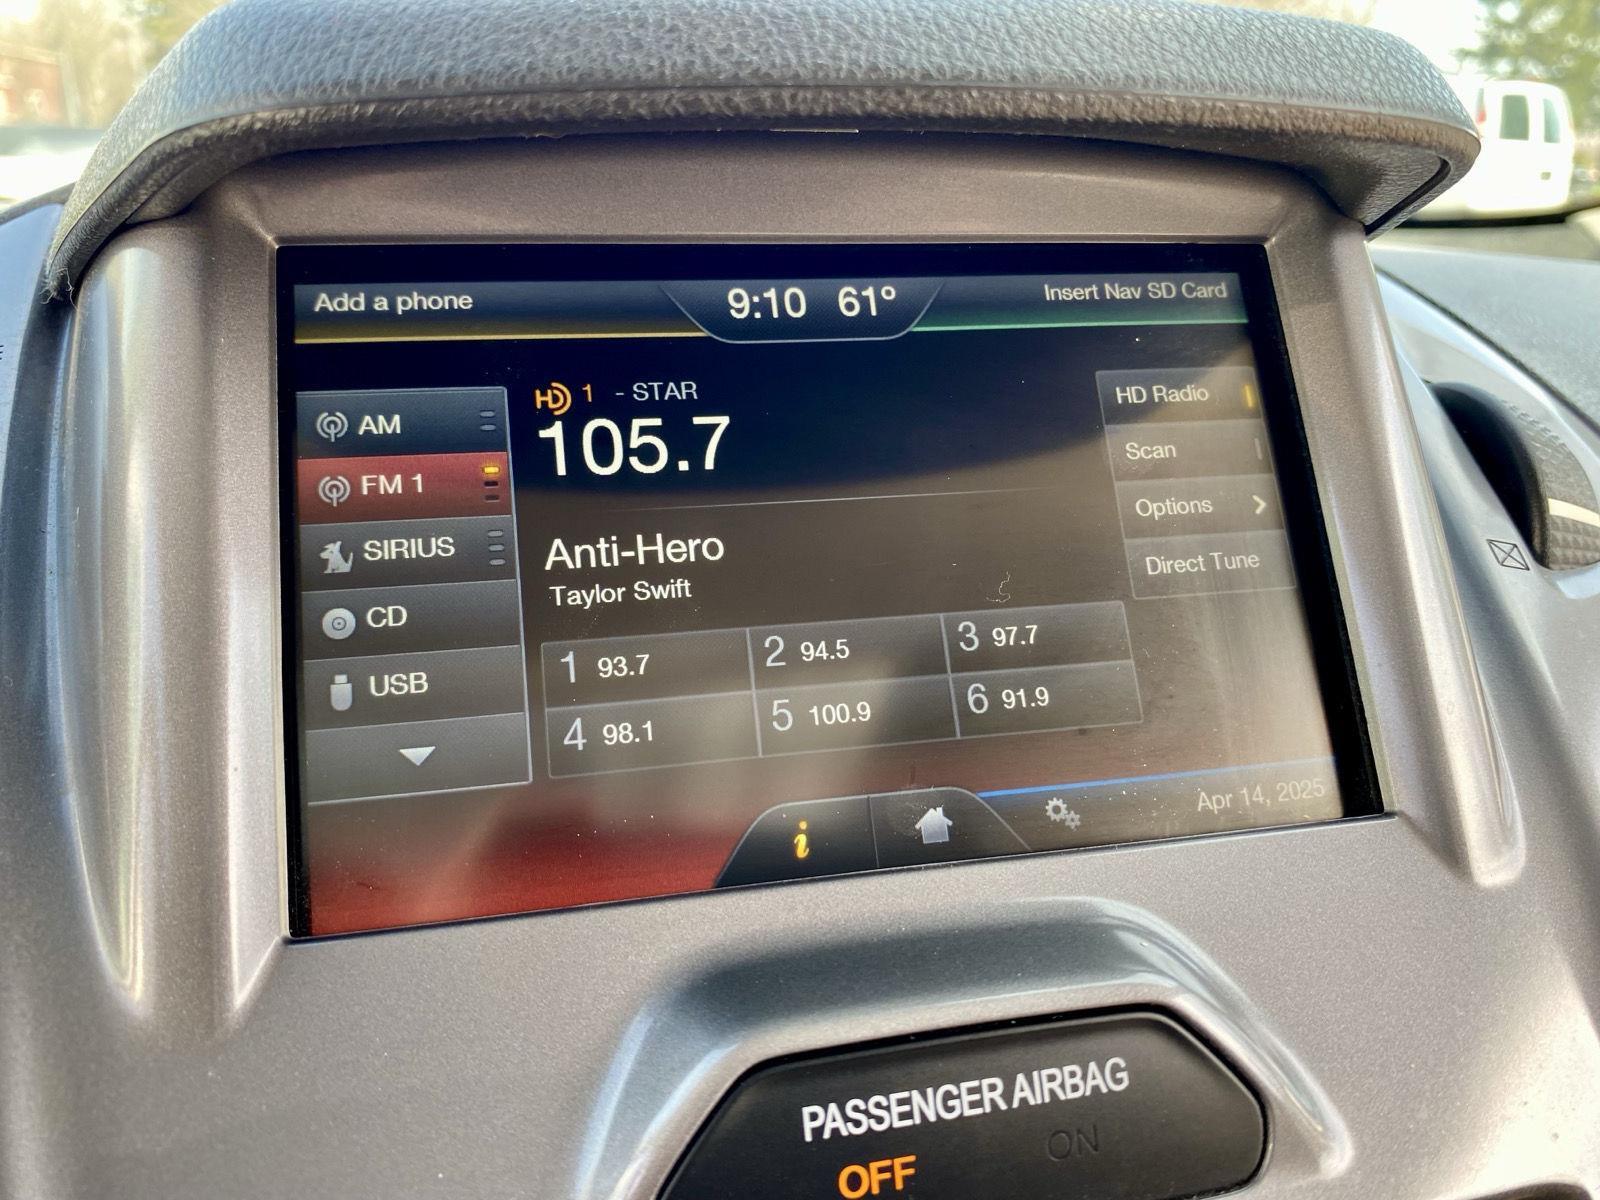 Add a phone
9:10 61°
Insert Nav SD Card
AM
FM 1
SIRIUS
CD
USB
HD 1 - STAR
105.7
Anti-Hero
Taylor Swift
1 93.7
2 94.5
3 97.7
4 98.1
5 100.9
6 91.9
HD Radio
Scan
Options
Direct Tune
i
Apr 14, 2025
PASSENGER AIRBAG
OFF ON